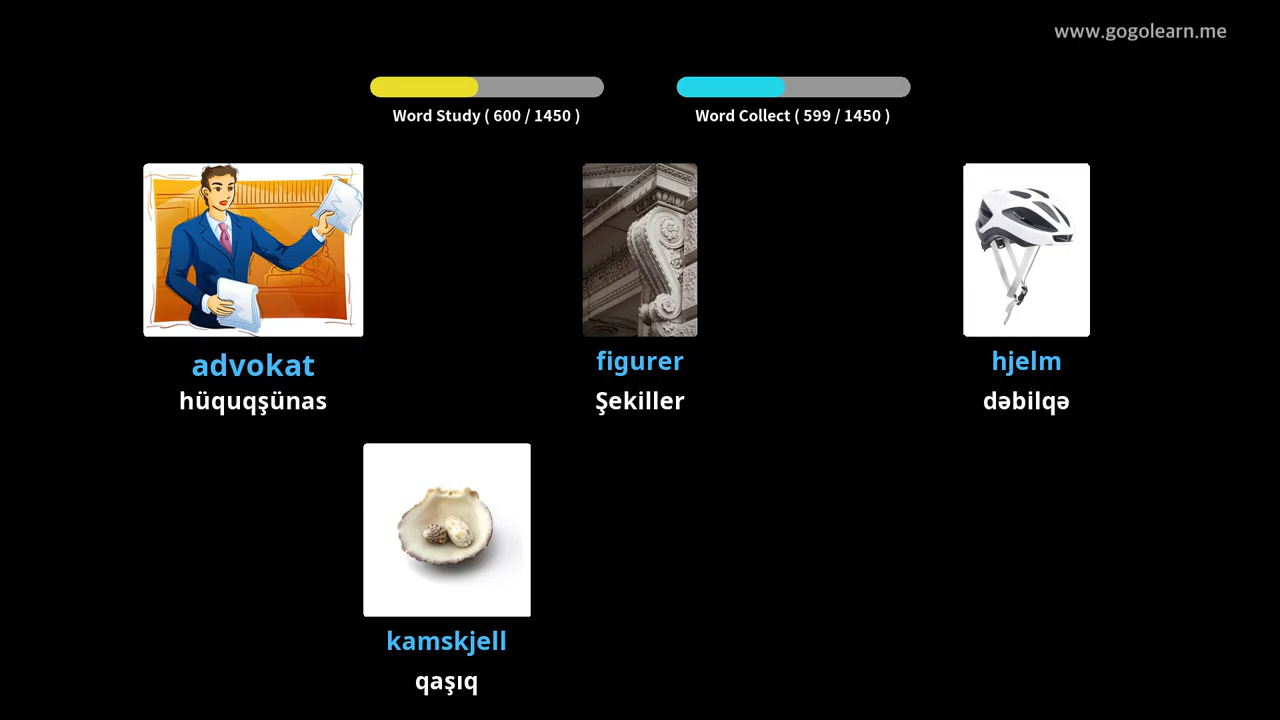 www.gogolearn.me
Word Study ( 600 / 1450 )
Word Collect ( 599 / 1450 )
advokat
hüquqşünas
figurer
Şekiller
hjelm
dəbilqə
kamskjell
qaşıq